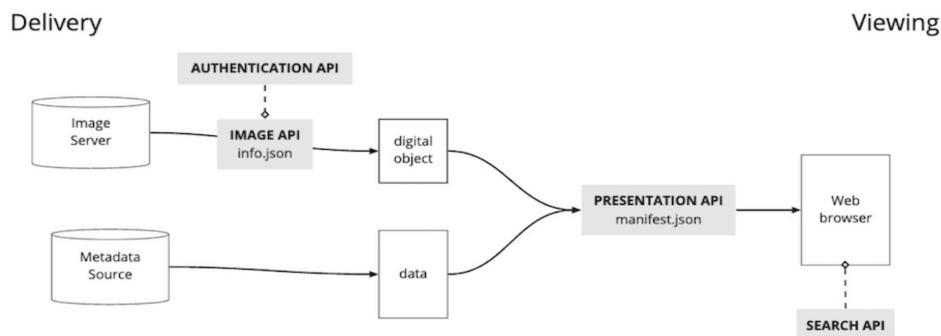 Delivery
Viewing
AUTHENTICATION API
Image
Server
IMAGE API
info.json
digital
object
PRESENTATION API
manifest.json
Web
browser
Metadata
Source
data
SEARCH API